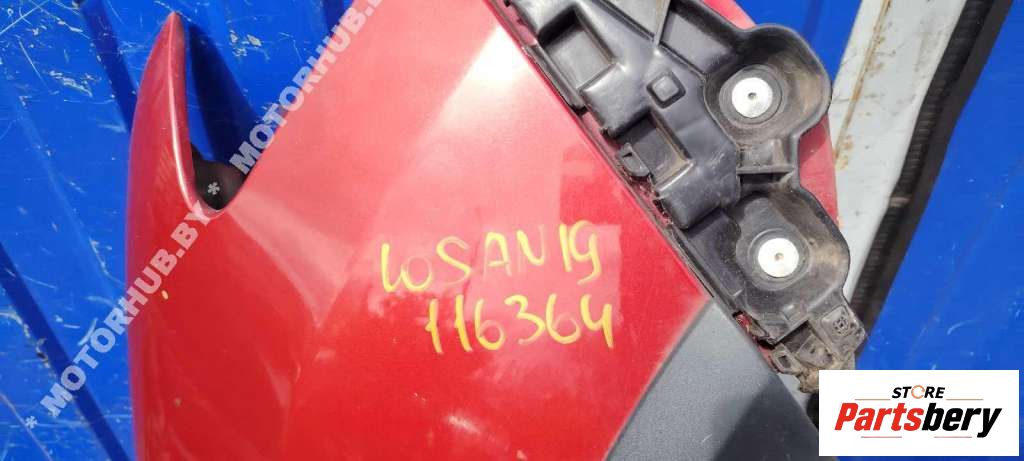 * MOTORHUB.BY * MOTORHUB.BY
LOSAN19
116364
STORE
Partsbery